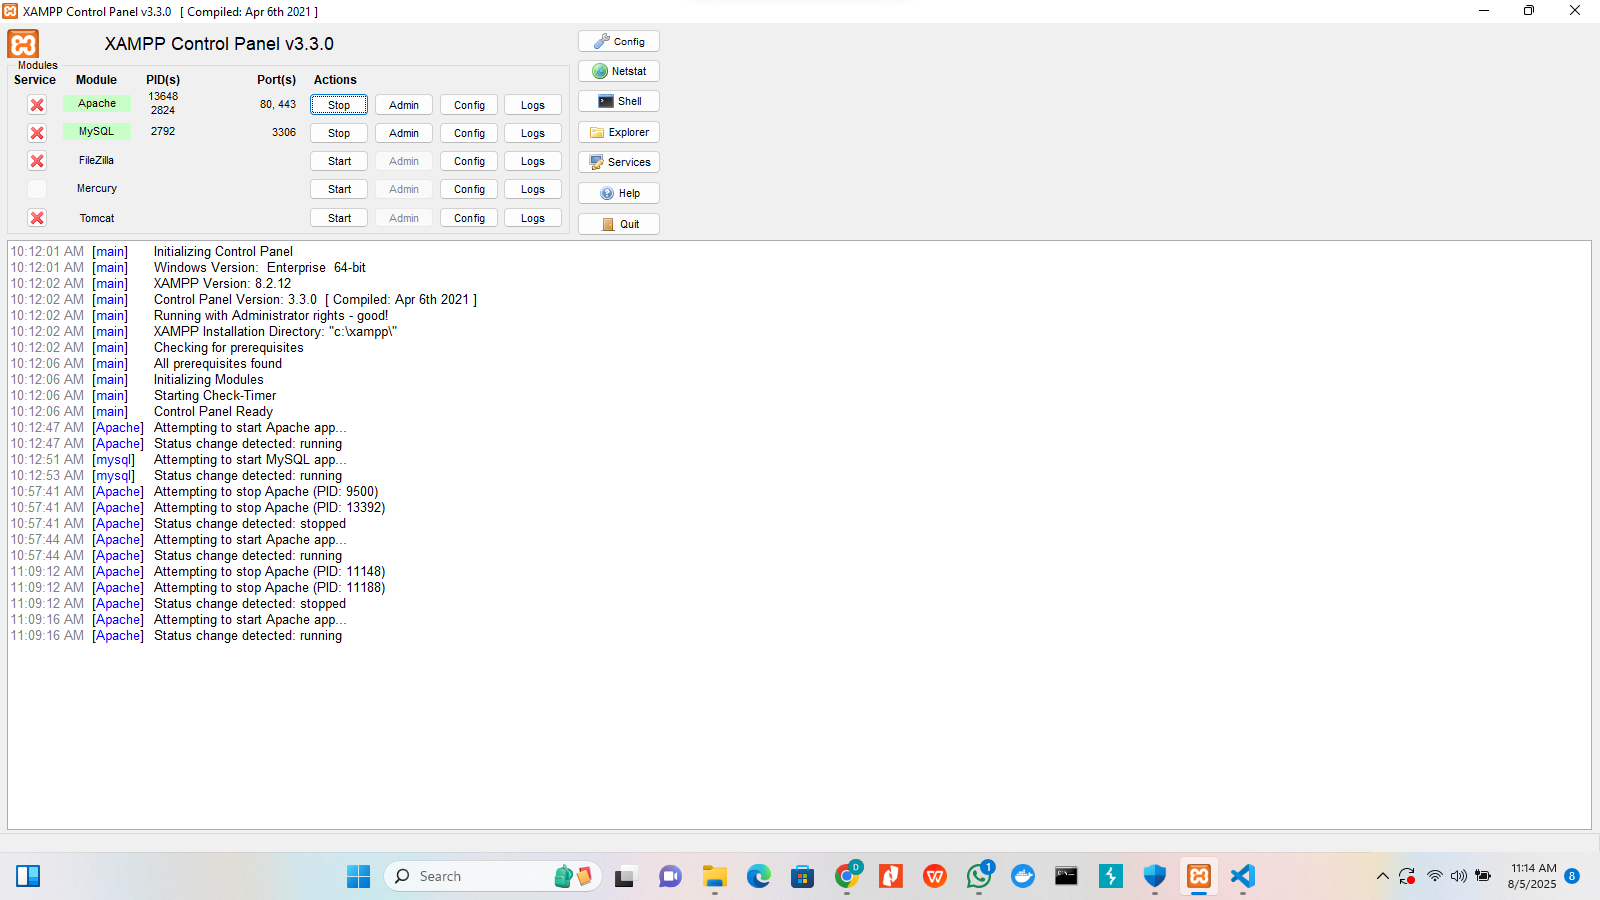 XAMPP Control Panel v3.3.0 [ Compiled: Apr 6th 2021 ]
XAMPP Control Panel v3.3.0
Config
Modules
Netstat
Service Module PID(s) Port(s) Actions
Apache 13648 2824 80, 443 Stop Admin Config Logs
Shell
MySQL 2792 3306 Stop Admin Config Logs
Explorer
FileZilla Start Admin Config Logs
Services
Mercury Start Admin Config Logs
Help
Tomcat Start Admin Config Logs
Quit
10:12:01 AM [main] Initializing Control Panel
10:12:01 AM [main] Windows Version: Enterprise 64-bit
10:12:02 AM [main] XAMPP Version: 8.2.12
10:12:02 AM [main] Control Panel Version: 3.3.0 [ Compiled: Apr 6th 2021 ]
10:12:02 AM [main] Running with Administrator rights - good!
10:12:02 AM [main] XAMPP Installation Directory: "c:\xampp\"
10:12:02 AM [main] Checking for prerequisites
10:12:06 AM [main] All prerequisites found
10:12:06 AM [main] Initializing Modules
10:12:06 AM [main] Starting Check-Timer
10:12:06 AM [main] Control Panel Ready
10:12:47 AM [Apache] Attempting to start Apache app...
10:12:47 AM [Apache] Status change detected: running
10:12:51 AM [mysql] Attempting to start MySQL app...
10:12:53 AM [mysql] Status change detected: running
10:57:41 AM [Apache] Attempting to stop Apache (PID: 9500)
10:57:41 AM [Apache] Attempting to stop Apache (PID: 13392)
10:57:41 AM [Apache] Status change detected: stopped
10:57:44 AM [Apache] Attempting to start Apache app...
10:57:44 AM [Apache] Status change detected: running
11:09:12 AM [Apache] Attempting to stop Apache (PID: 11148)
11:09:12 AM [Apache] Attempting to stop Apache (PID: 11188)
11:09:12 AM [Apache] Status change detected: stopped
11:09:16 AM [Apache] Attempting to start Apache app...
11:09:16 AM [Apache] Status change detected: running
Search
D
1
11:14 AM
8/5/2025
8